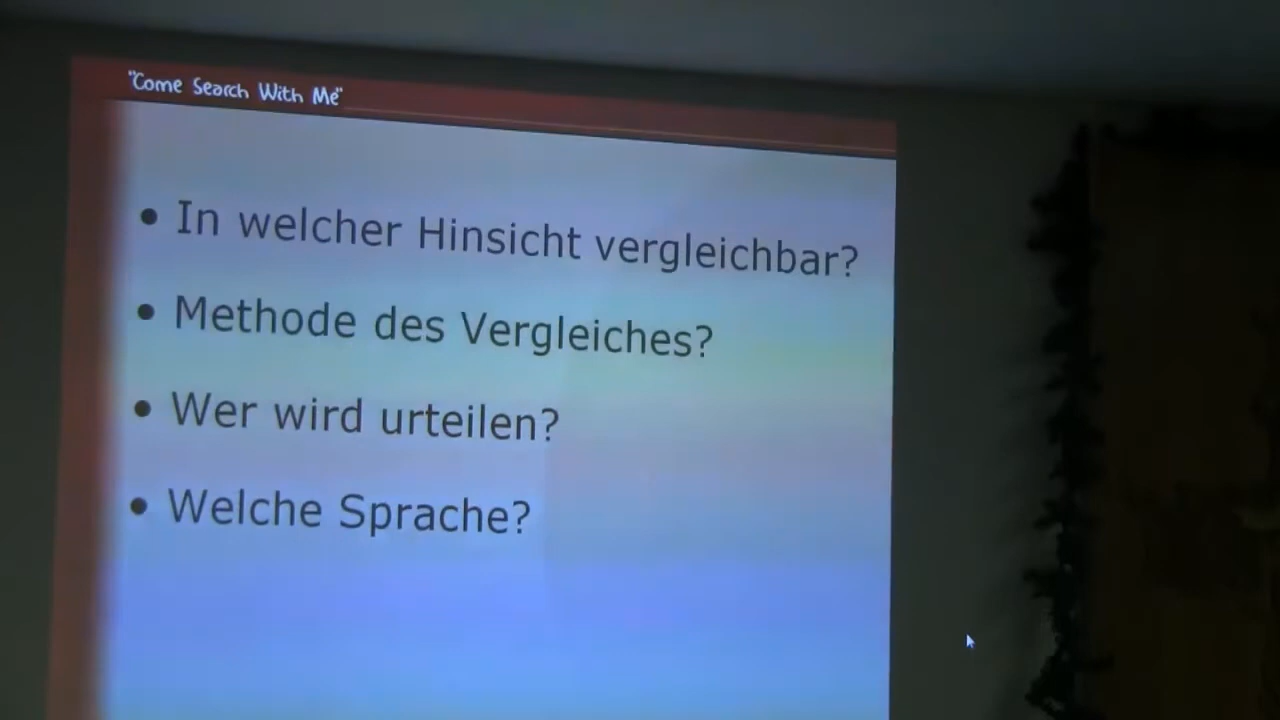 "Come Search With Me"
• In welcher Hinsicht vergleichbar?
• Methode des Vergleiches?
• Wer wird urteilen?
• Welche Sprache?